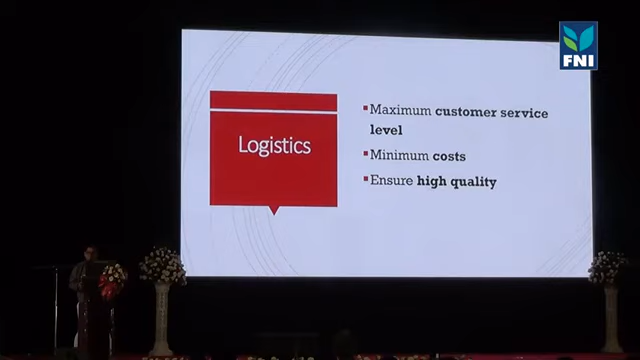 FNI
Logistics
Maximum customer service
level
Minimum costs
Ensure high quality